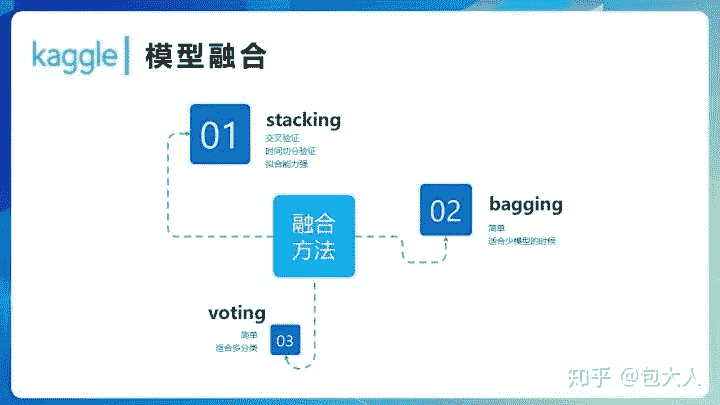 kaggle 模型融合
01
stacking
交叉验证
时间切分验证
拟合能力强
融合
方法
02
bagging
简单
适合少模型的时候
voting
简单
适合多分类
03
知乎 @包大人